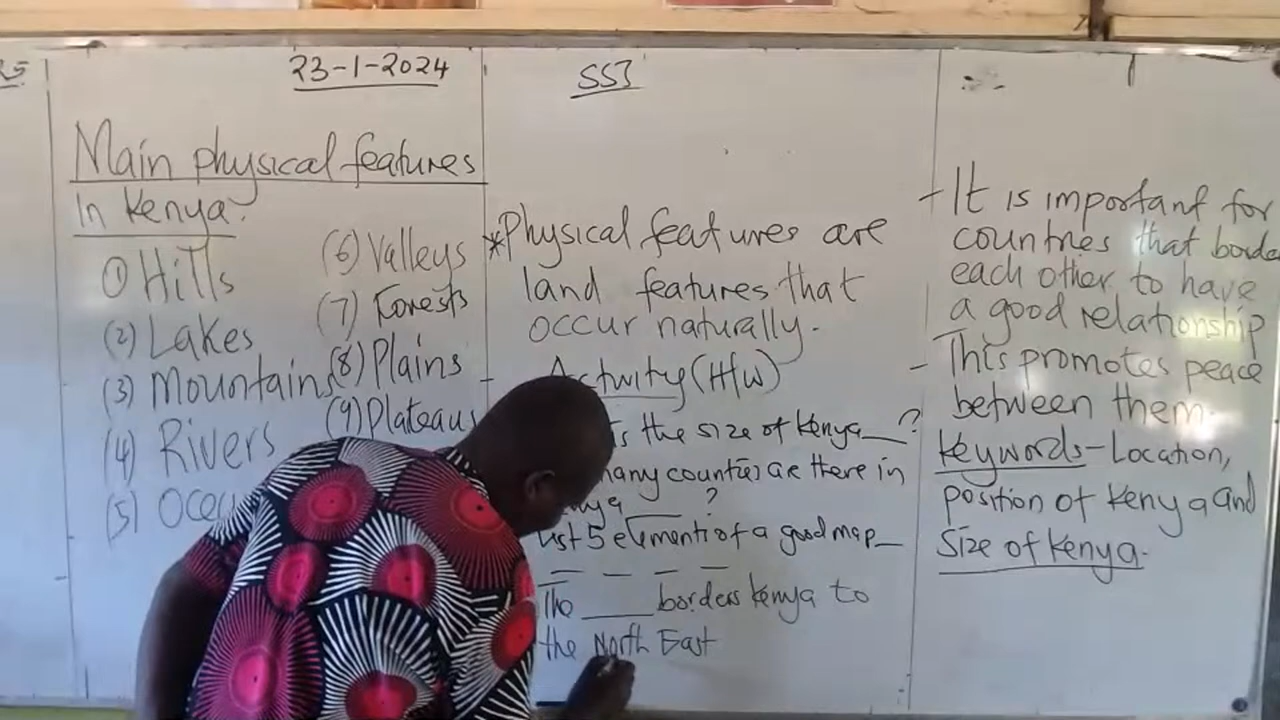 23-1-2024
Main physical features
In Kenya:
(1) Hills
(2) Lakes
(3) Mountains
(4) Rivers
(5)
(6) Valleys
(7) Forests
(8) Plains
(9) Plateaus
SST
*Physical features are
land features that
occur naturally.
- Activity (H/W)
the size of Kenya __ ?
many counties are there in
___ ?
List 5 elements of a good map _
_ _ _ _
The ___ borders Kenya to
the North East
- It is important for
countries that border
each other to have
a good relationship
- This promotes peace
between them.
Keywords - Location,
position of Kenya and
Size of Kenya.